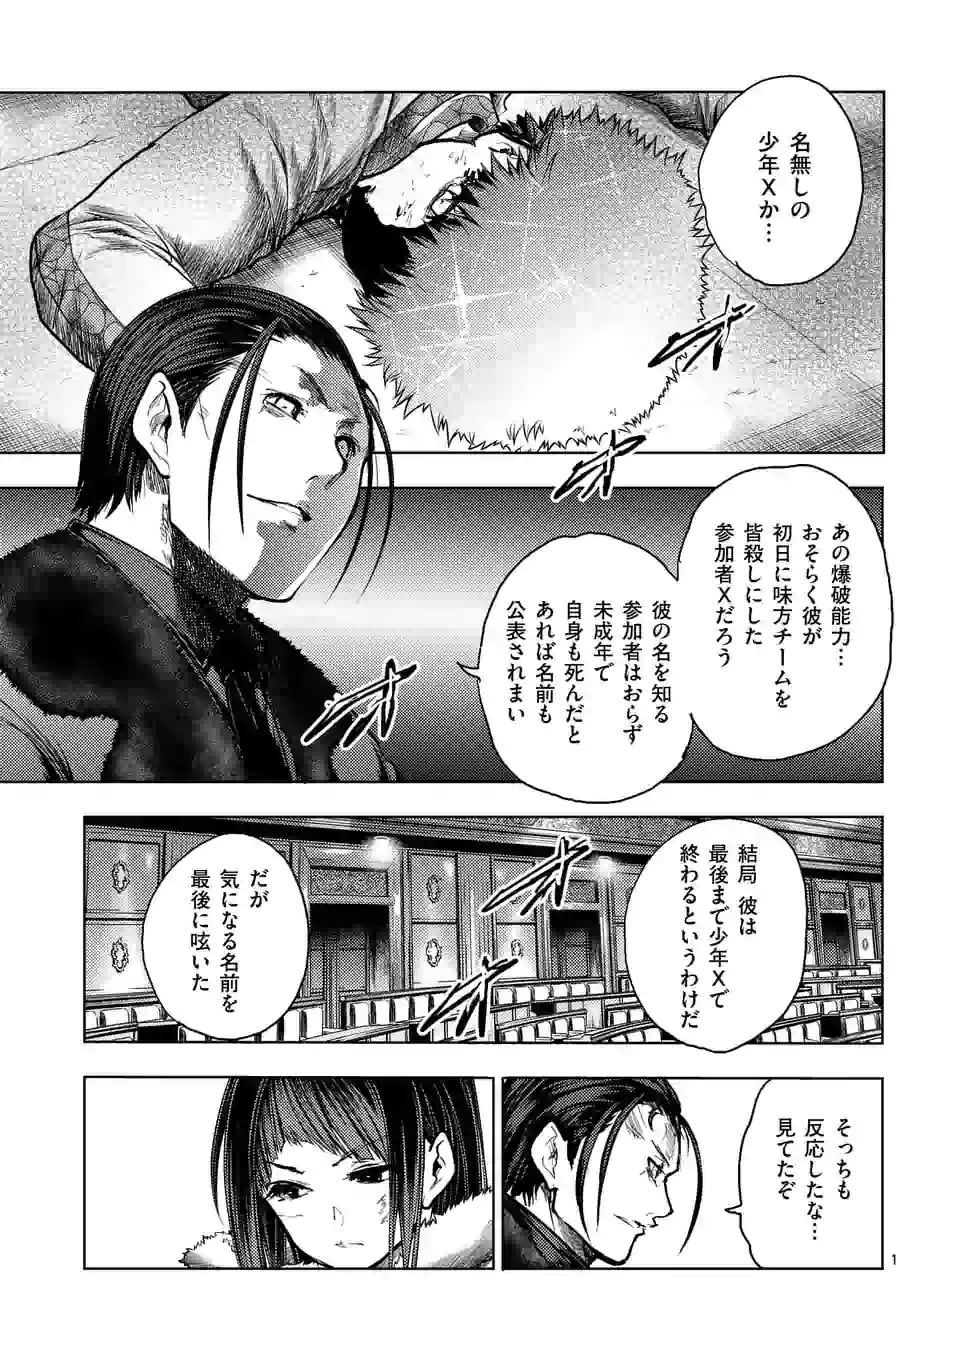 名無しの
少年Xか…
あの爆破能力…
おそらく彼が
初日に味方チームを
皆殺しにした
参加者Xだろう
彼の名を知る
参加者はおらず
未成年で
自身も死んだと
あれば名前も
公表されまい
結局 彼は
最後まで少年Xで
終わるというわけだ
だが
気になる名前を
最後に呟いた
そっちも
反応したな…
見てたぞ
1